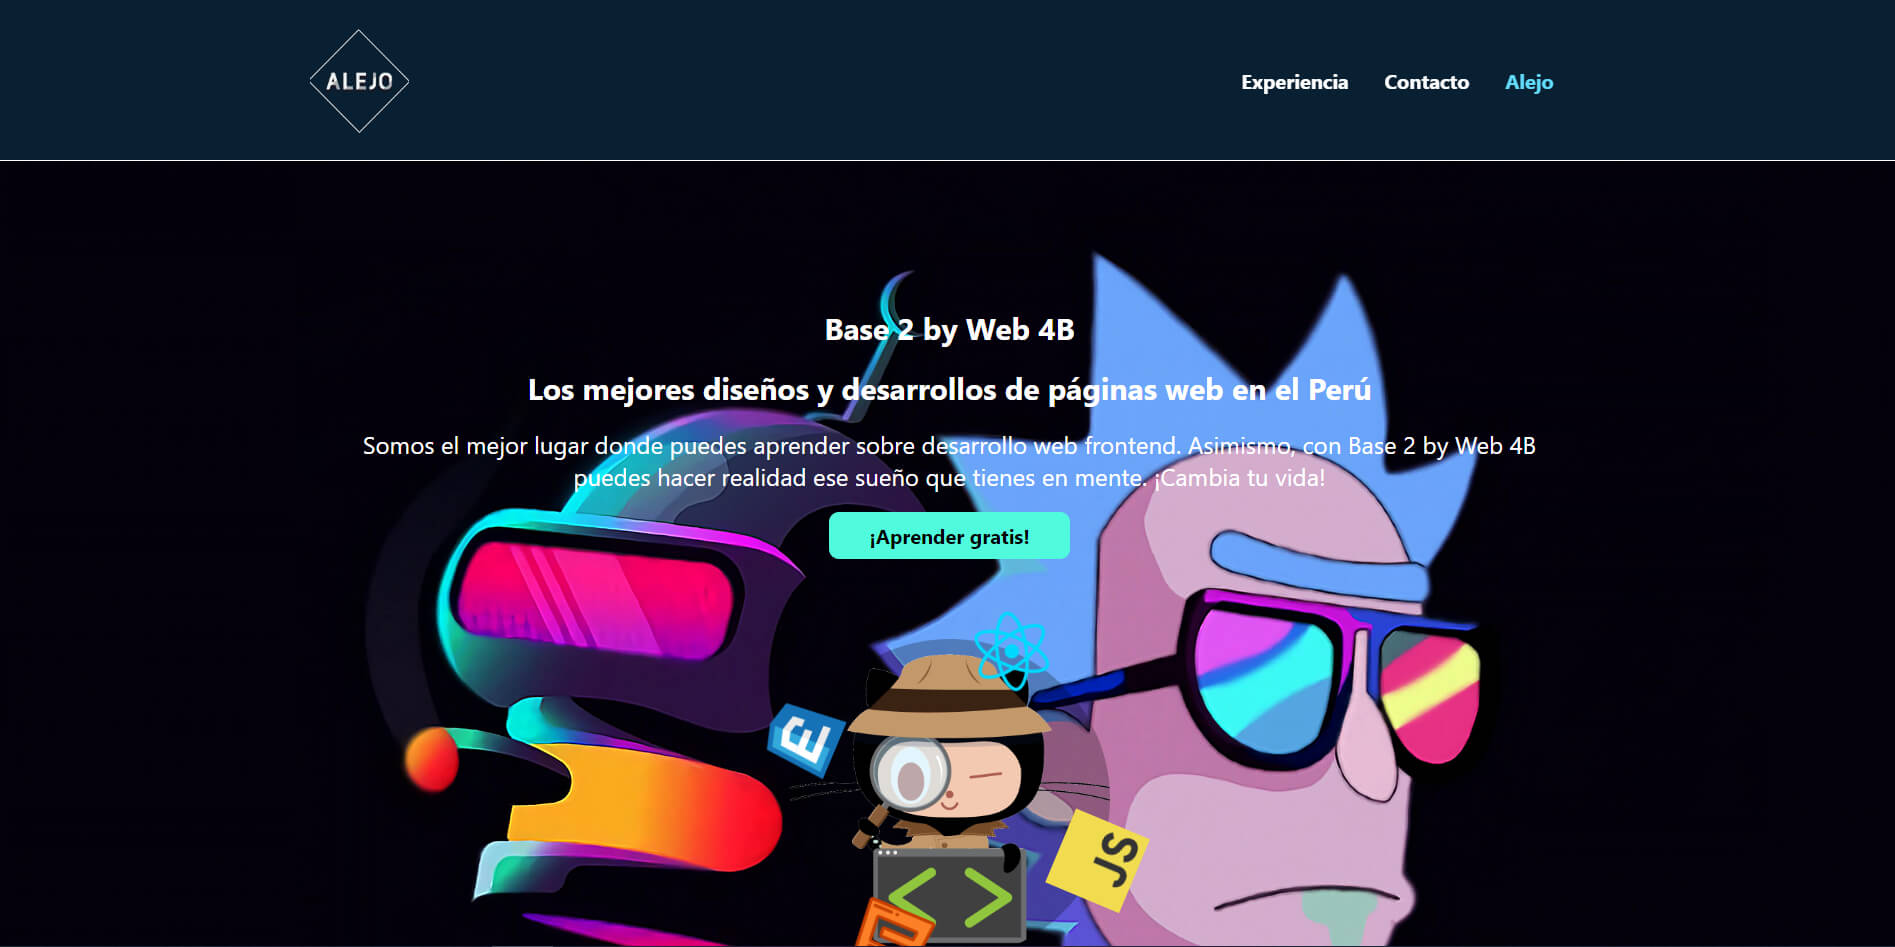 ALEJO
Experiencia Contacto Alejo
Base 2 by Web 4B
Los mejores diseños y desarrollos de páginas web en el Perú
Somos el mejor lugar donde puedes aprender sobre desarrollo web frontend. Asimismo, con Base 2 by Web 4B
puedes hacer realidad ese sueño que tienes en mente. ¡Cambia tu vida!
¡Aprender gratis!
JS